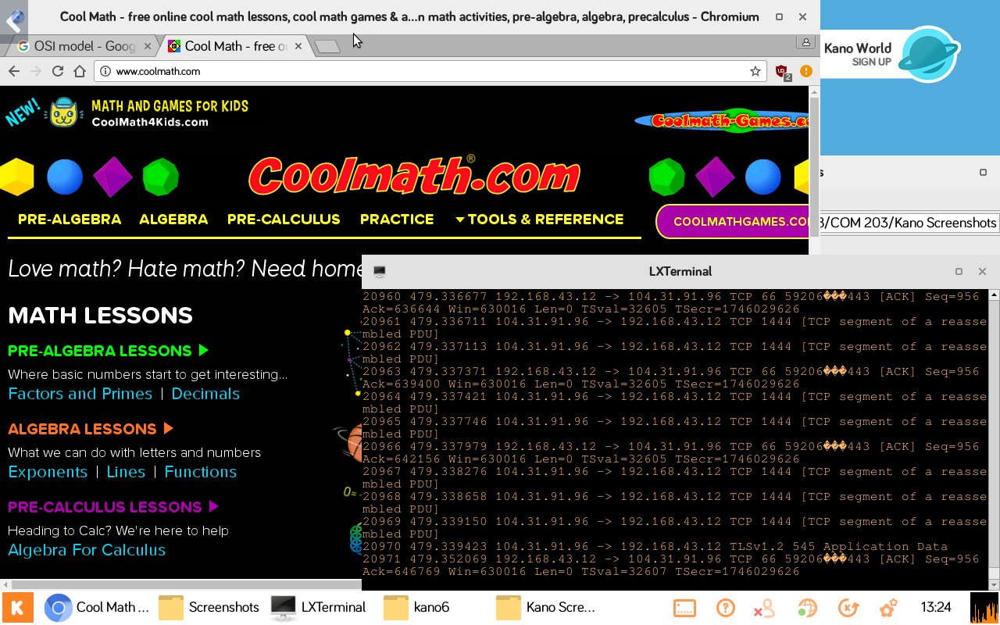 Cool Math - free online cool math lessons, cool math games & a...n math activities, pre-algebra, algebra, precalculus - Chromium
OSI model - Goog
Cool Math - free o
www.coolmath.com
2
Kano World
SIGN UP
NEW!
MATH AND GAMES FOR KIDS
CoolMath4Kids.com
Coolmath-Games.co
Coolmath.com®
PRE-ALGEBRA
ALGEBRA
PRE-CALCULUS
PRACTICE
TOOLS & REFERENCE
COOLMATHGAMES.CO
s
3/COM 203/Kano Screenshots
Love math? Hate math? Need home
MATH LESSONS
PRE-ALGEBRA LESSONS
Where basic numbers start to get interesting...
Factors and Primes | Decimals
ALGEBRA LESSONS
What we can do with letters and numbers
Exponents | Lines | Functions
PRE-CALCULUS LESSONS
Heading to Calc? We're here to help
Algebra For Calculus
0=
LXTerminal
20960 479.336677 192.168.43.12 -> 104.31.91.96 TCP 66 59206���443 [ACK] Seq=956
Ack=636644 Win=630016 Len=0 TSval=32605 TSecr=1746029626
20961 479.336711 104.31.91.96 -> 192.168.43.12 TCP 1444 [TCP segment of a reasse
mbled PDU]
20962 479.337113 104.31.91.96 -> 192.168.43.12 TCP 1444 [TCP segment of a reasse
mbled PDU]
20963 479.337371 192.168.43.12 -> 104.31.91.96 TCP 66 59206���443 [ACK] Seq=956
Ack=639400 Win=630016 Len=0 TSval=32605 TSecr=1746029626
20964 479.337421 104.31.91.96 -> 192.168.43.12 TCP 1444 [TCP segment of a reasse
mbled PDU]
20965 479.337746 104.31.91.96 -> 192.168.43.12 TCP 1444 [TCP segment of a reasse
mbled PDU]
20966 479.337979 192.168.43.12 -> 104.31.91.96 TCP 66 59206���443 [ACK] Seq=956
Ack=642156 Win=630016 Len=0 TSval=32605 TSecr=1746029626
20967 479.338276 104.31.91.96 -> 192.168.43.12 TCP 1444 [TCP segment of a reasse
mbled PDU]
20968 479.338658 104.31.91.96 -> 192.168.43.12 TCP 1444 [TCP segment of a reasse
mbled PDU]
20969 479.339150 104.31.91.96 -> 192.168.43.12 TCP 1444 [TCP segment of a reasse
mbled PDU]
20970 479.339423 104.31.91.96 -> 192.168.43.12 TLSv1.2 545 Application Data
20971 479.352069 192.168.43.12 -> 104.31.91.96 TCP 66 59206���443 [ACK] Seq=956
Ack=646769 Win=630016 Len=0 TSval=32607 TSecr=1746029626
K
Cool Math ...
Screenshots
LXTerminal
kano6
Kano Scre...
13:24